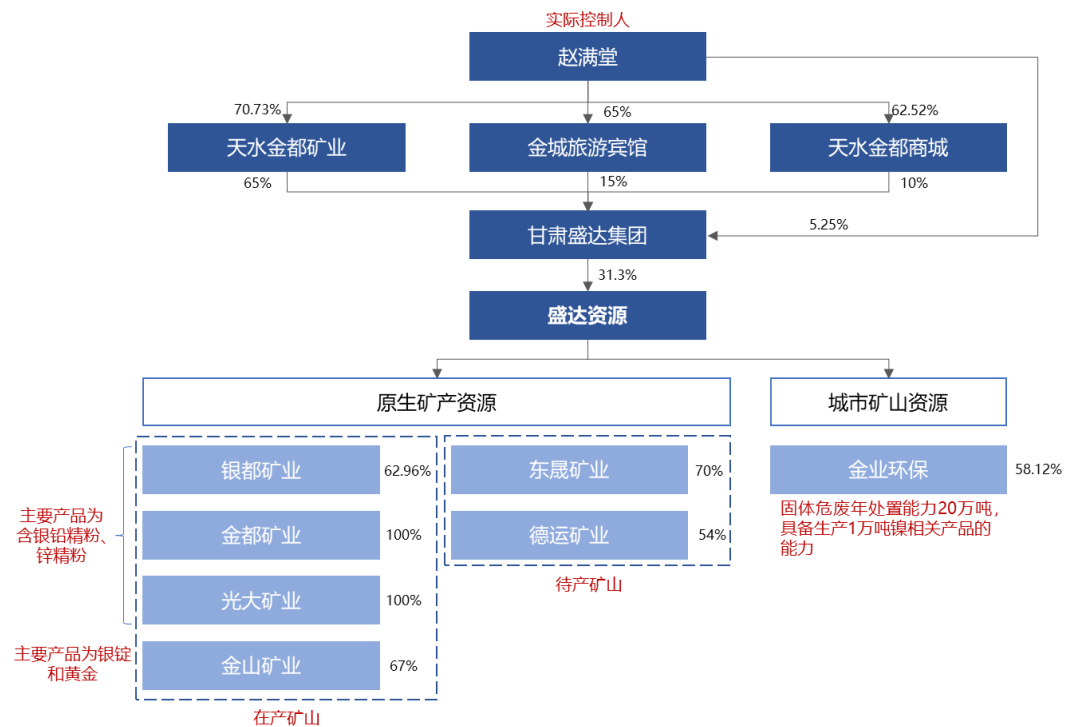 实际控制人
赵满堂
70.73%
65%
62.52%
天水金都矿业
金城旅游宾馆
天水金都商城
65%
15%
10%
甘肃盛达集团
5.25%
31.3%
盛达资源
原生矿产资源
城市矿山资源
主要产品为
含银铅精粉、
锌精粉
银都矿业
62.96%
金都矿业
100%
光大矿业
100%
主要产品为银锭
和黄金
金山矿业
67%
在产矿山
东晟矿业
70%
德运矿业
54%
待产矿山
金业环保
58.12%
固体危废年处置能力20万吨，
具备生产1万吨镍相关产品的
能力